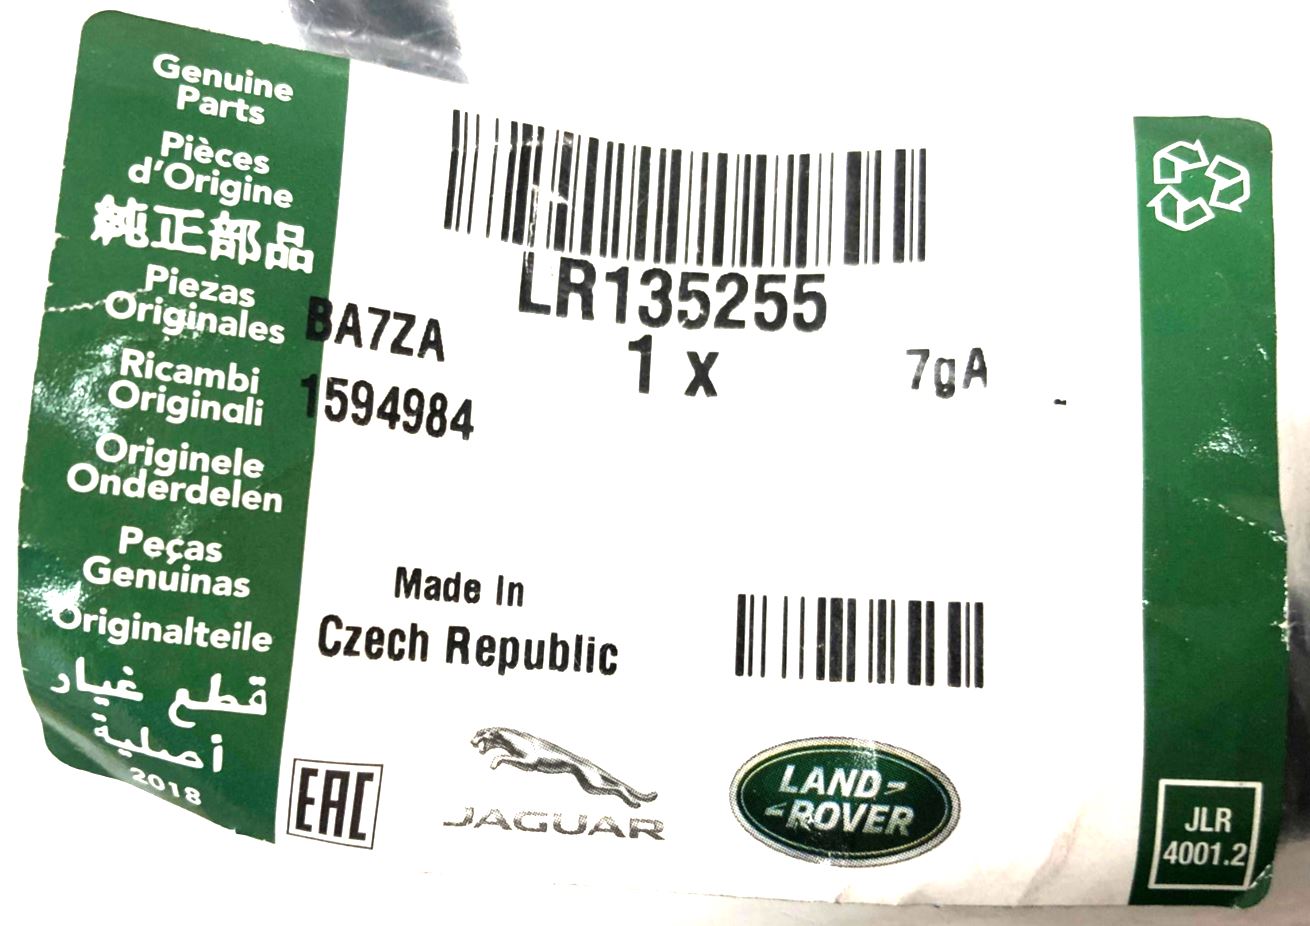 Genuine
Parts
Pièces
d'Origine
純正部品
Piezas
Originales
Ricambi
Originali
Originele
Onderdelen
Peças
Genuinas
Originalteile
قطع غيار
أصلية
2018
LR135255
BA7ZA
1 x
7gA
1594984
-
Made In
Czech Republic
EAC
JAGUAR
LAND-
-ROVER
JLR
4001.2